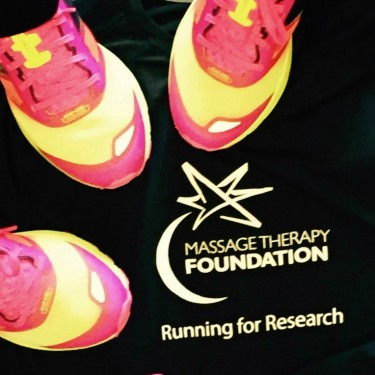 MASSAGE THERAPY
FOUNDATION
Running for Research